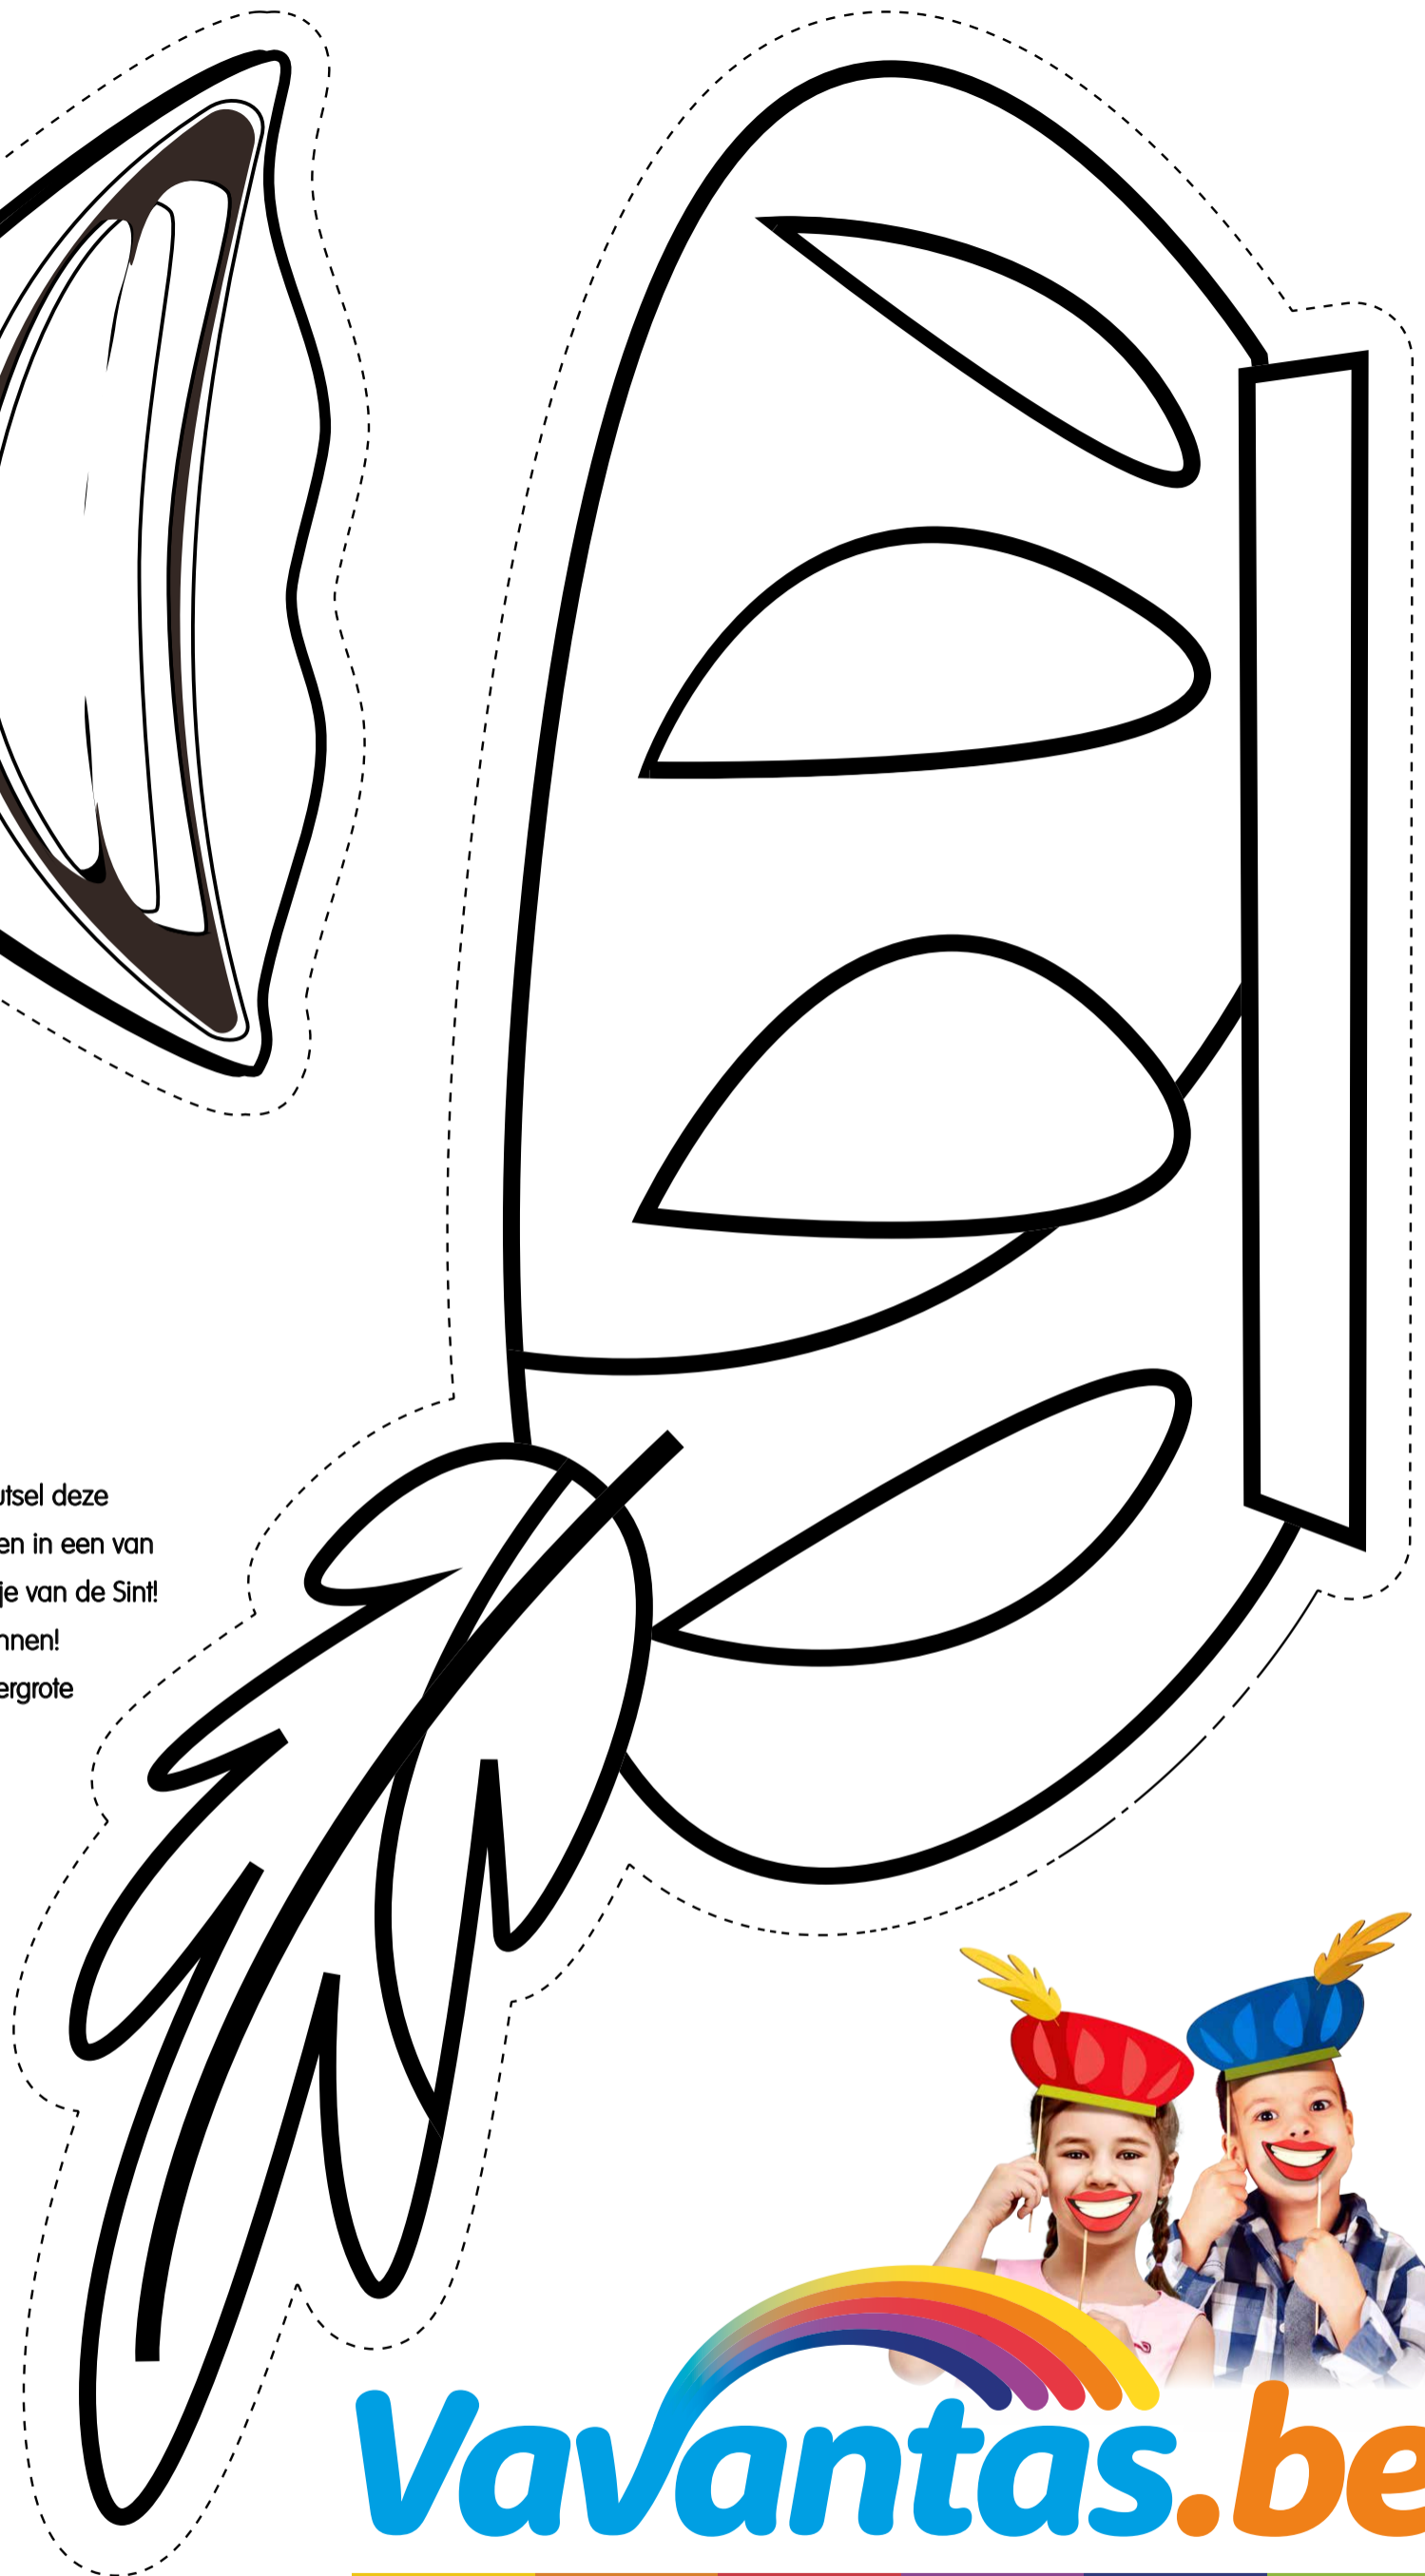 utsel deze
en in een van
je van de Sint!
nnen!
ergrote
Vavantas.be